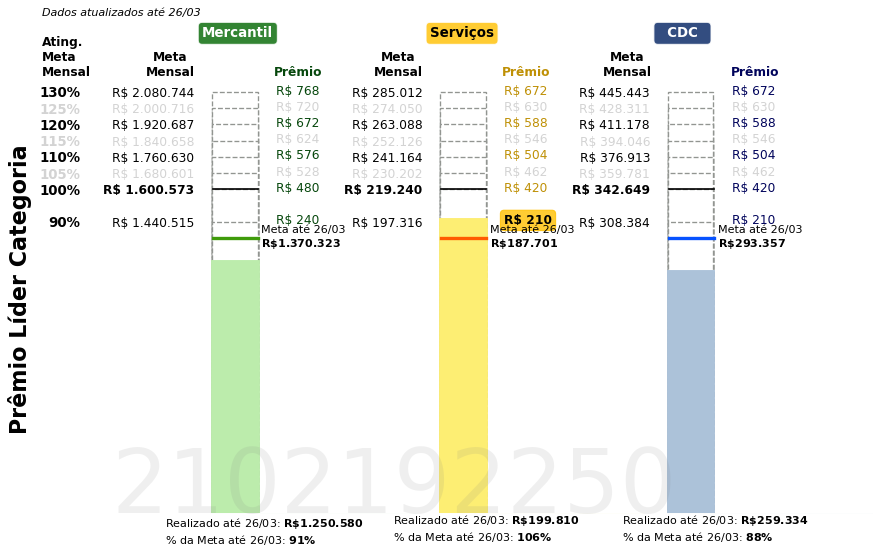 Dados atualizados até 26/03
Mercantil Serviços CDC
Ating.
Meta Meta Meta Meta
Mensal Mensal Prêmio Mensal Prêmio Mensal Prêmio
130% R$ 2.080.744 R$ 768 R$ 285.012 R$ 672 R$ 445.443 R$ 672
125% R$ 2.000.716 R$ 720 R$ 274.050 R$ 630 R$ 428.311 R$ 630
120% R$ 1.920.687 R$ 672 R$ 263.088 R$ 588 R$ 411.178 R$ 588
115% R$ 1.840.658 R$ 624 R$ 252.126 R$ 546 R$ 394.046 R$ 546
110% R$ 1.760.630 R$ 576 R$ 241.164 R$ 504 R$ 376.913 R$ 504
105% R$ 1.680.601 R$ 528 R$ 230.202 R$ 462 R$ 359.781 R$ 462
100% R$ 1.600.573 R$ 480 R$ 219.240 R$ 420 R$ 342.649 R$ 420
90% R$ 1.440.515 R$ 240 R$ 197.316 R$ 210 R$ 308.384 R$ 210
Meta até 26/03 Meta até 26/03 Meta até 26/03
R$1.370.323 R$187.701 R$293.357
Prêmio Líder Categoria
2102192250
Realizado até 26/03: R$1.250.580 Realizado até 26/03: R$199.810 Realizado até 26/03: R$259.334
% da Meta até 26/03: 91% % da Meta até 26/03: 106% % da Meta até 26/03: 88%